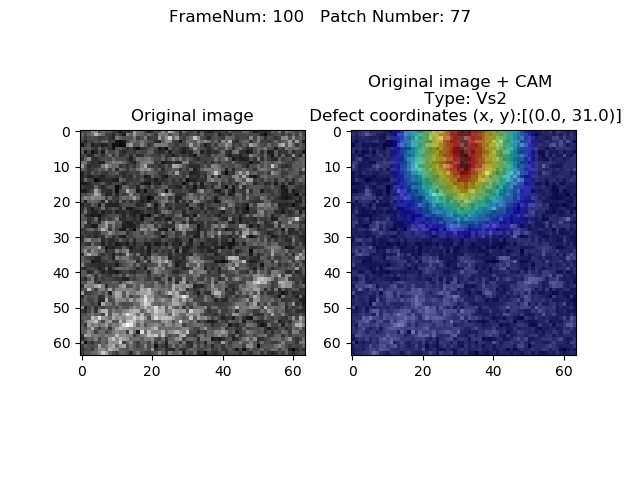 FrameNum: 100   Patch Number: 77
Original image
0
10
20
30
40
50
60
0 20 40 60
Original image + CAM
Type: Vs2
Defect coordinates (x, y):[(0.0, 31.0)]
0
10
20
30
40
50
60
0 20 40 60